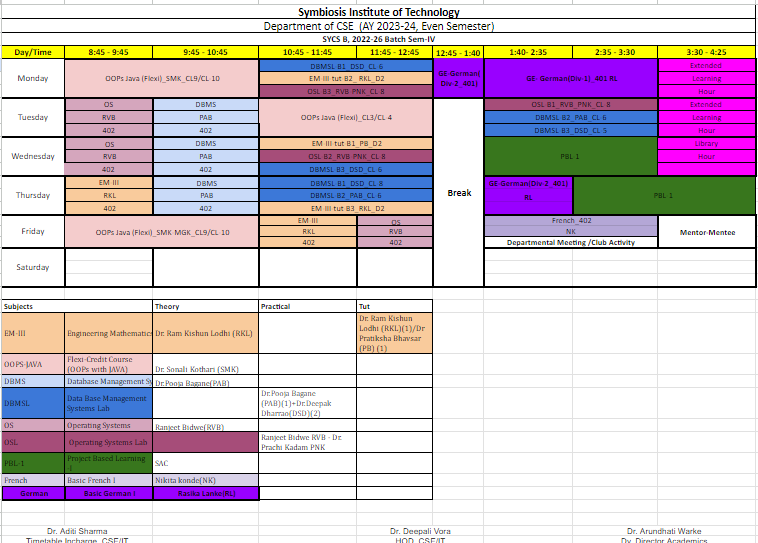 Symbiosis Institute of Technology
Department of CSE (AY 2023-24, Even Semester)
SYCS B, 2022-26 Batch Sem-IV
Day/Time 8:45 - 9:45 9:45 - 10:45 10:45 - 11:45 11:45 - 12:45 12:45 - 1:40 1:40- 2:35 2:35 - 3:30 3:30 - 4:25
Monday
OOPs Java (Flexi)_SMK_CL9/CL 10
DBMSL B1_DSD_CL 6
EM III-tut B2_ RKL_D2
OSL B3_RVB PNK_CL 8
GE-German(
Div-2_401)
GE- German(Div-1)_401 RL
Extended
Learning
Hour
Tuesday
OS
RVB
402
DBMS
PAB
402
OOPs Java (Flexi)_CL3/CL 4
OSL B1_RVB_PNK_CL 8
DBMSL B2_PAB_CL 6
DBMSL B3_DSD_CL 5
Extended
Learning
Hour
Wednesday
OS
RVB
402
DBMS
PAB
402
EM III-tut B1_PB_D2
OSL B2_RVB PNK_CL 8
DBMSL B3_DSD_CL 6
PBL 1
Library
Hour
Thursday
EM-III
RKL
402
DBMS
PAB
402
DBMSL B1_DSD_CL 8
DBMSL B2_PAB_CL 6
EM III-tut B3_RKL_D2
Break
GE-German(Div-2_401)
RL
PBL 1
Friday
OOPs Java (Flexi)_SMK-MGK_CL9/CL 10
EM-III
RKL
402
OS
RVB
402
French_402
NK
Departmental Meeting /Club Activity
Mentor-Mentee
Saturday
Subjects Theory Practical Tut
EM-III Engineering Mathematics Dr. Ram Kishun Lodhi (RKL)
Dr. Ram Kishun
Lodhi (RKL)(1)/Dr
Pratiksha Bhavsar
(PB) (1)
OOPS-JAVA
Flexi-Credit Course
(OOPs with JAVA)
Dr. Sonali Kothari (SMK)
DBMS Database Management Sy Dr.Pooja Bagane(PAB)
DBMSL
Data Base Management
Systems Lab
Dr.Pooja Bagane
(PAB)(1)+Dr.Deepak
Dharrao(DSD)(2)
OS Operating Systems Ranjeet Bidwe(RVB)
OSL Operating Systems Lab
Ranjeet Bidwe RVB - Dr.
Prachi Kadam PNK
PBL-1
Project Based Learning
SAC
French Basic French I Nikita konde(NK)
German Basic German I Rasika Lanke(RL)
Dr. Aditi Sharma Dr. Deepali Vora Dr. Arundhati Warke
Timetable Incharge, CSE/IT HOD, CSE/IT Dy. Director Academics